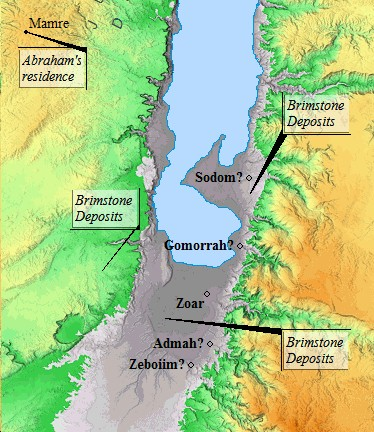 Mamre
Abraham's
residence
Brimstone
Deposits
Sodom?
Brimstone
Deposits
Gomorrah?
Zoar
Admah?
Brimstone
Deposits
Zeboiim?